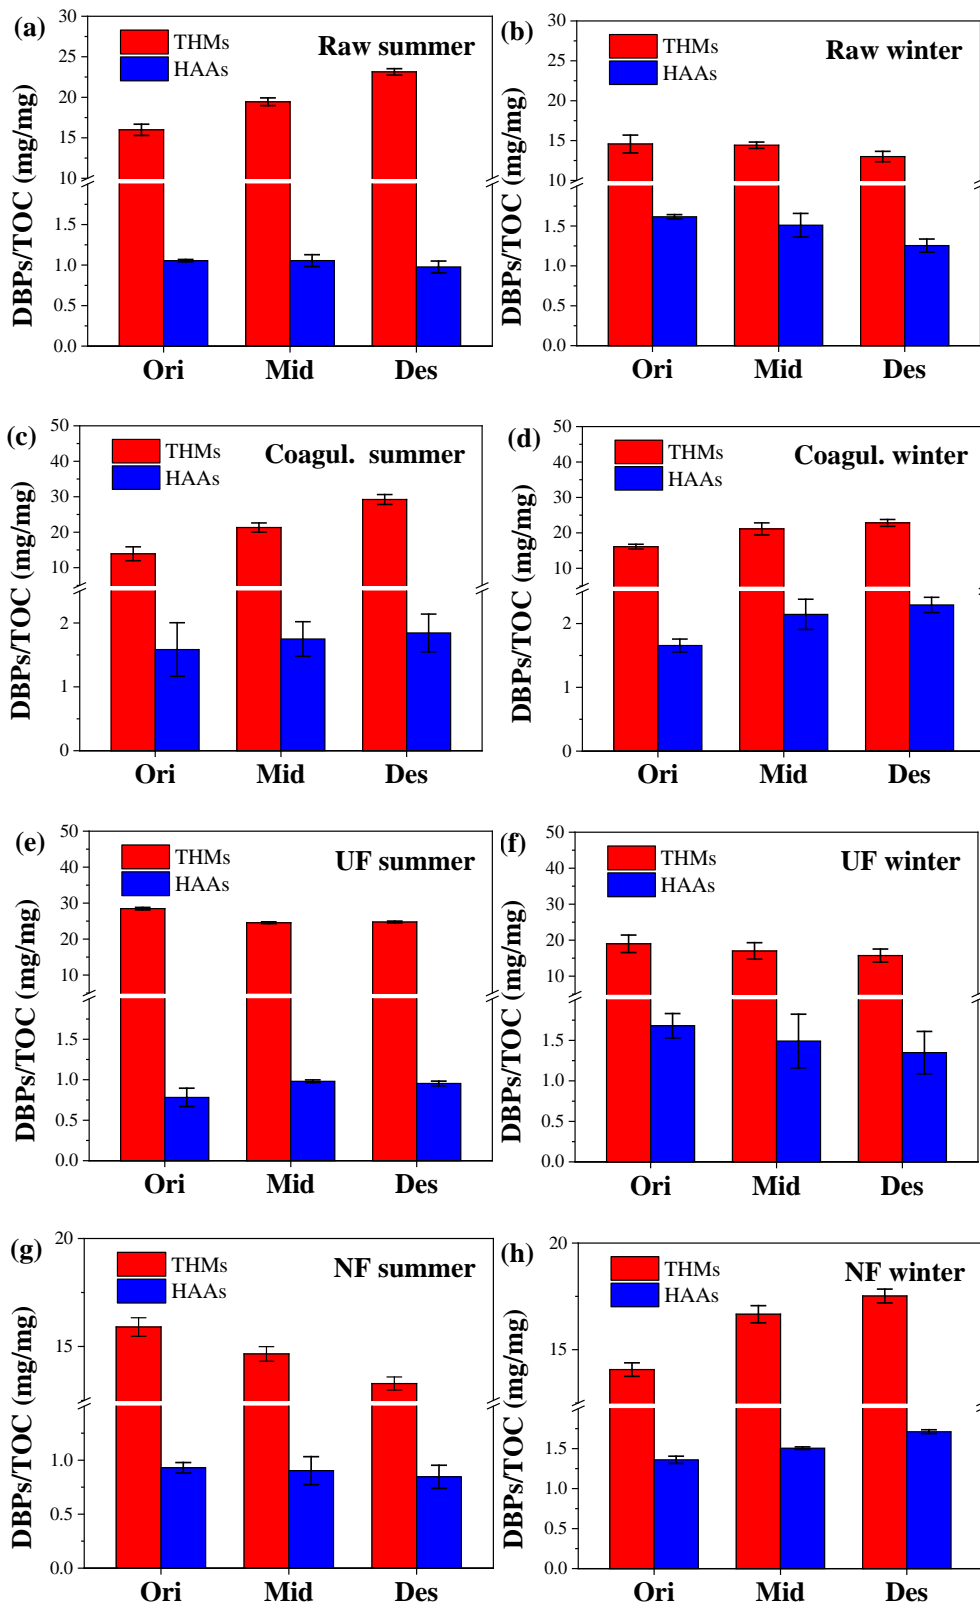 (a)
DBPs/TOC (mg/mg)
30
25
20
15
10
1.5
1.0
0.5
0.0
THMs
HAAs
Raw summer
Ori Mid Des
(b)
DBPs/TOC (mg/mg)
30
25
20
15
10
1.5
1.0
0.5
0.0
THMs
HAAs
Raw winter
Ori Mid Des
(c)
DBPs/TOC (mg/mg)
50
40
30
20
10
2
1
0
THMs
HAAs
Coagul. summer
Ori Mid Des
(d)
DBPs/TOC (mg/mg)
50
40
30
20
10
2
1
0
THMs
HAAs
Coagul. winter
Ori Mid Des
(e)
DBPs/TOC (mg/mg)
50
40
30
20
10
1.5
1.0
0.5
0.0
THMs
HAAs
UF summer
Ori Mid Des
(f)
DBPs/TOC (mg/mg)
50
40
30
20
10
1.5
1.0
0.5
0.0
THMs
HAAs
UF winter
Ori Mid Des
(g)
DBPs/TOC (mg/mg)
20
15
1.0
0.5
0.0
THMs
HAAs
NF summer
Ori Mid Des
(h)
DBPs/TOC (mg/mg)
20
15
1.5
1.0
0.5
0.0
THMs
HAAs
NF winter
Ori Mid Des